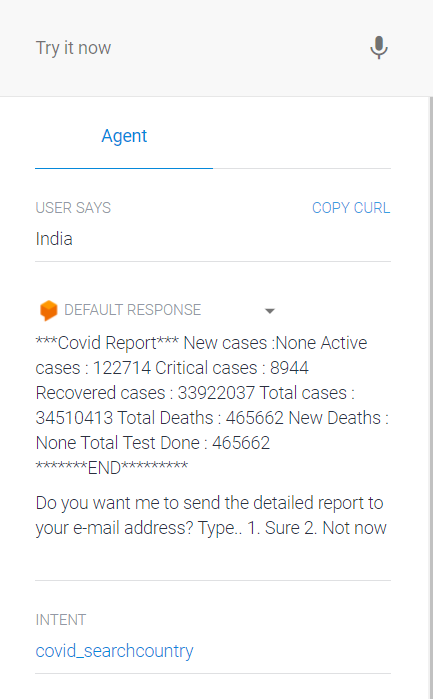 Try it now
Agent
USER SAYS
COPY CURL
India
DEFAULT RESPONSE
***Covid Report*** New cases :None Active
cases : 122714 Critical cases : 8944
Recovered cases : 33922037 Total cases :
34510413 Total Deaths : 465662 New Deaths :
None Total Test Done : 465662
*******END*********
Do you want me to send the detailed report to
your e-mail address? Type.. 1. Sure 2. Not now
INTENT
covid_searchcountry